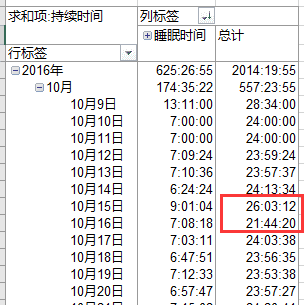 求和项:持续时间 列标签
睡眠时间 总计
行标签
2016年 625:26:55 2014:19:55
10月 174:35:22 557:23:55
10月9日 13:11:00 28:34:00
10月10日 7:00:00 24:00:00
10月11日 7:00:00 24:00:00
10月12日 7:09:24 23:59:24
10月13日 7:10:36 23:57:37
10月14日 6:24:24 24:13:34
10月15日 9:01:04 26:03:12
10月16日 7:08:18 21:44:20
10月17日 7:03:11 24:03:38
10月18日 6:47:51 23:56:35
10月19日 7:12:33 23:53:38
10月20日 6:57:47 23:57:27